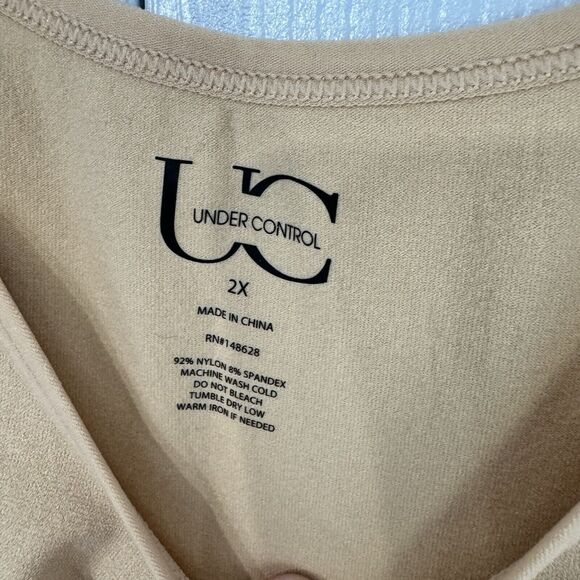 UC
UNDER CONTROL
2X
MADE IN CHINA
RN#148628
92% NYLON 8% SPANDEX
MACHINE WASH COLD
DO NOT BLEACH
TUMBLE DRY LOW
WARM IRON IF NEEDED